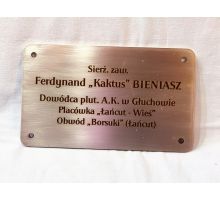 Sierż. zaw.
Ferdynand „Kaktus” BIENIASZ
Dowódca plut. A.K. w Głuchowie
Placówka „Łańcut - Wieś”
Obwód „Borsuki” (Łańcut)